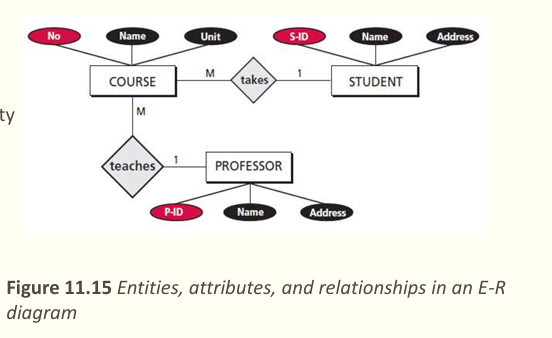 No Name Unit S-ID Name Address
COURSE M takes 1 STUDENT
ty
M
teaches 1 PROFESSOR
P-ID Name Address
Figure 11.15 Entities, attributes, and relationships in an E-R
diagram